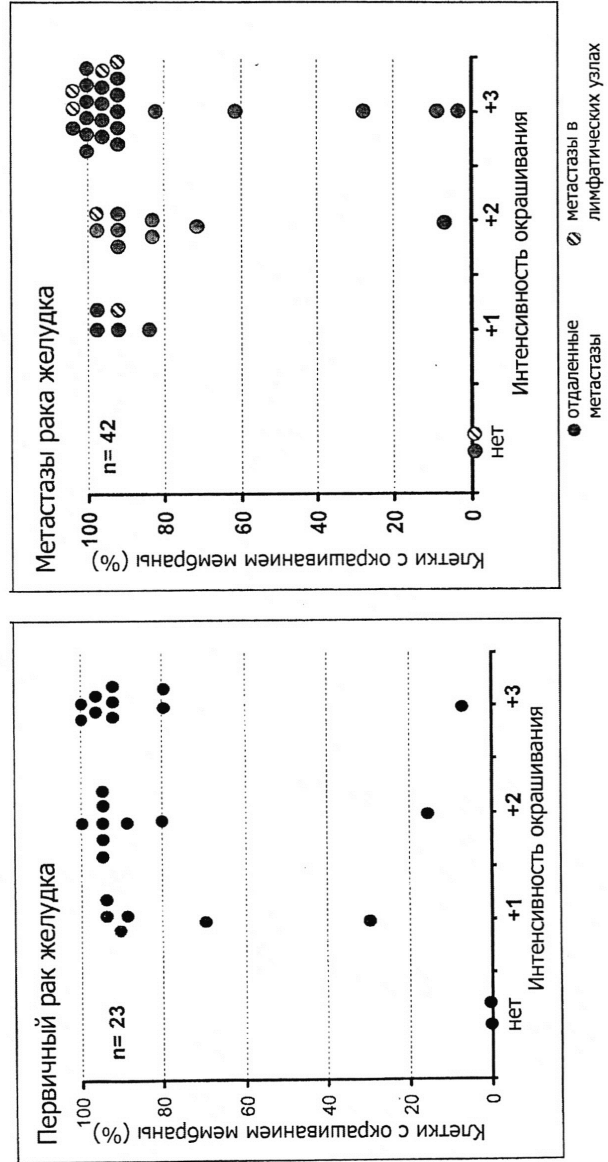 Первичный рак желудка
n= 23
Клетки с окрашиванием мембраны (%)
100
80
60
40
20
0
нет
+1
+2
+3
Интенсивность окрашивания
Метастазы рака желудка
n= 42
Клетки с окрашиванием мембраны (%)
100
80
60
40
20
0
нет
+1
+2
+3
Интенсивность окрашивания
отдаленные
метастазы
метастазы в
лимфатических узлах